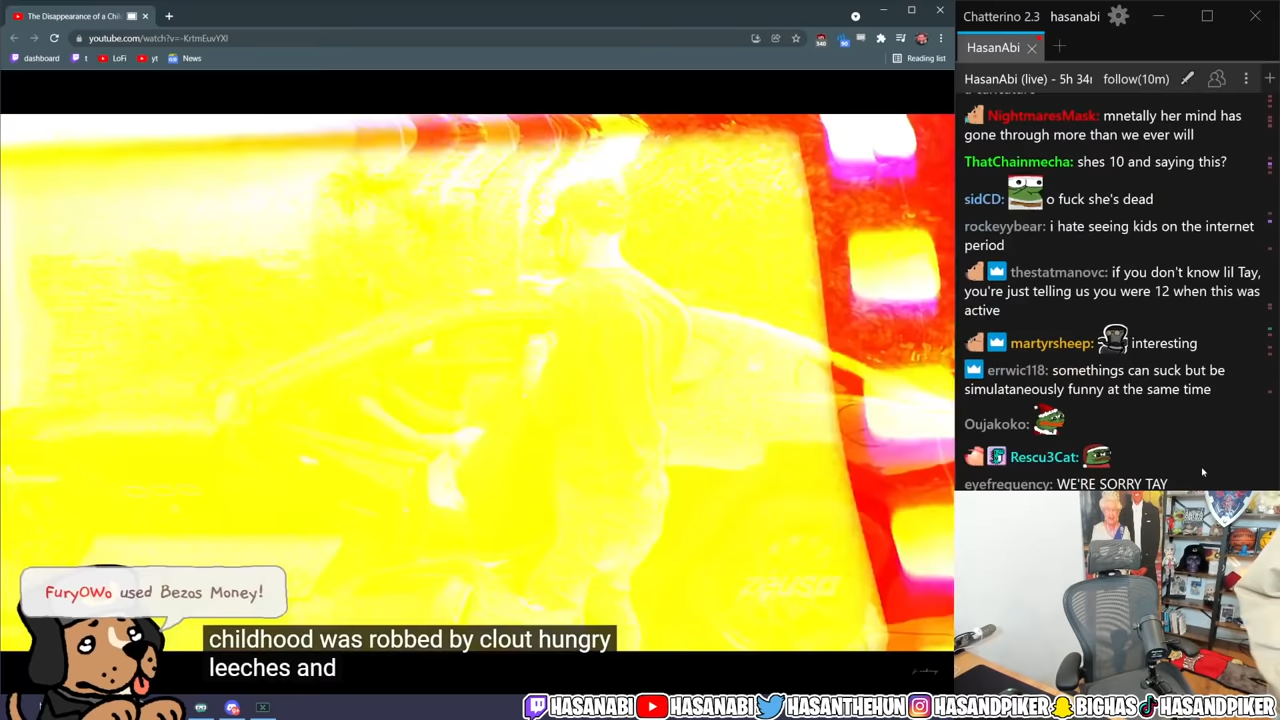 The Disappearance of a Chi
youtube.com/watch?v=-KrtmEuvYXI
dashboard
t
LoFi
yt
News
Reading list
Chatterino 2.3
hasanabi
HasanAbi
HasanAbi (live) - 5h 34
follow(10m)
NightmaresMask: mnetally her mind has
gone through more than we ever will
ThatChainmecha: shes 10 and saying this?
sidCD: o fuck she's dead
rockeyybear: i hate seeing kids on the internet
period
thestatmanovc: if you don't know lil Tay,
you're just telling us you were 12 when this was
active
martyrsheep: interesting
errwic118: somethings can suck but be
simulataneously funny at the same time
Oujakoko:
Rescu3Cat:
eyefrequency: WE'RE SORRY TAY
FuryOWo used Bezos Money!
childhood was robbed by clout hungry
leeches and
HASANABI HASANABI HASANTHEHUN HASANDPIKER BIGHAS HASANDPIKER